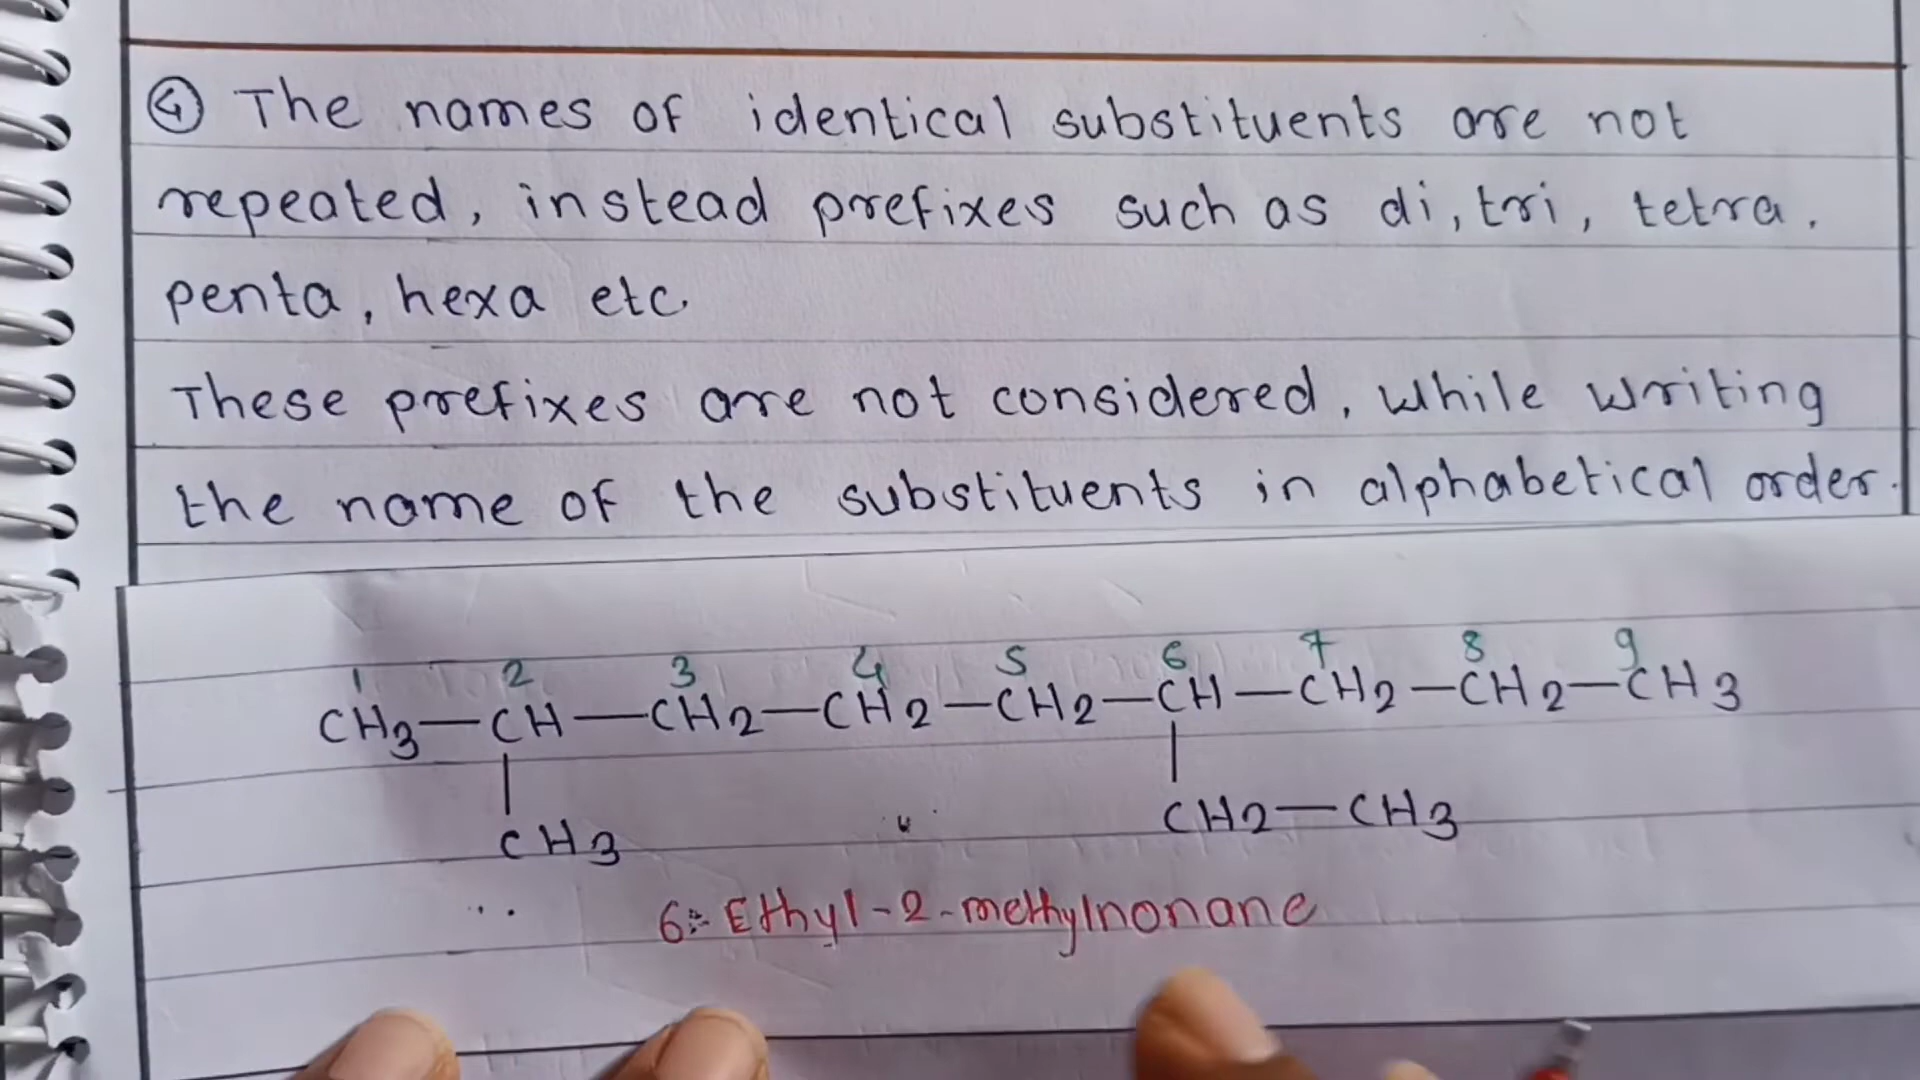 ④ The names of identical substituents are not
repeated, instead prefixes such as di, tri, tetra,
penta, hexa etc.
These prefixes are not considered, while writing
the name of the substituents in alphabetical order.
1 2 3 4 5 6 7 8 9
CH3—CH—CH2—CH2—CH2—CH—CH2—CH2—CH3
| |
CH3 CH2—CH3
6-Ethyl-2-methylnonane